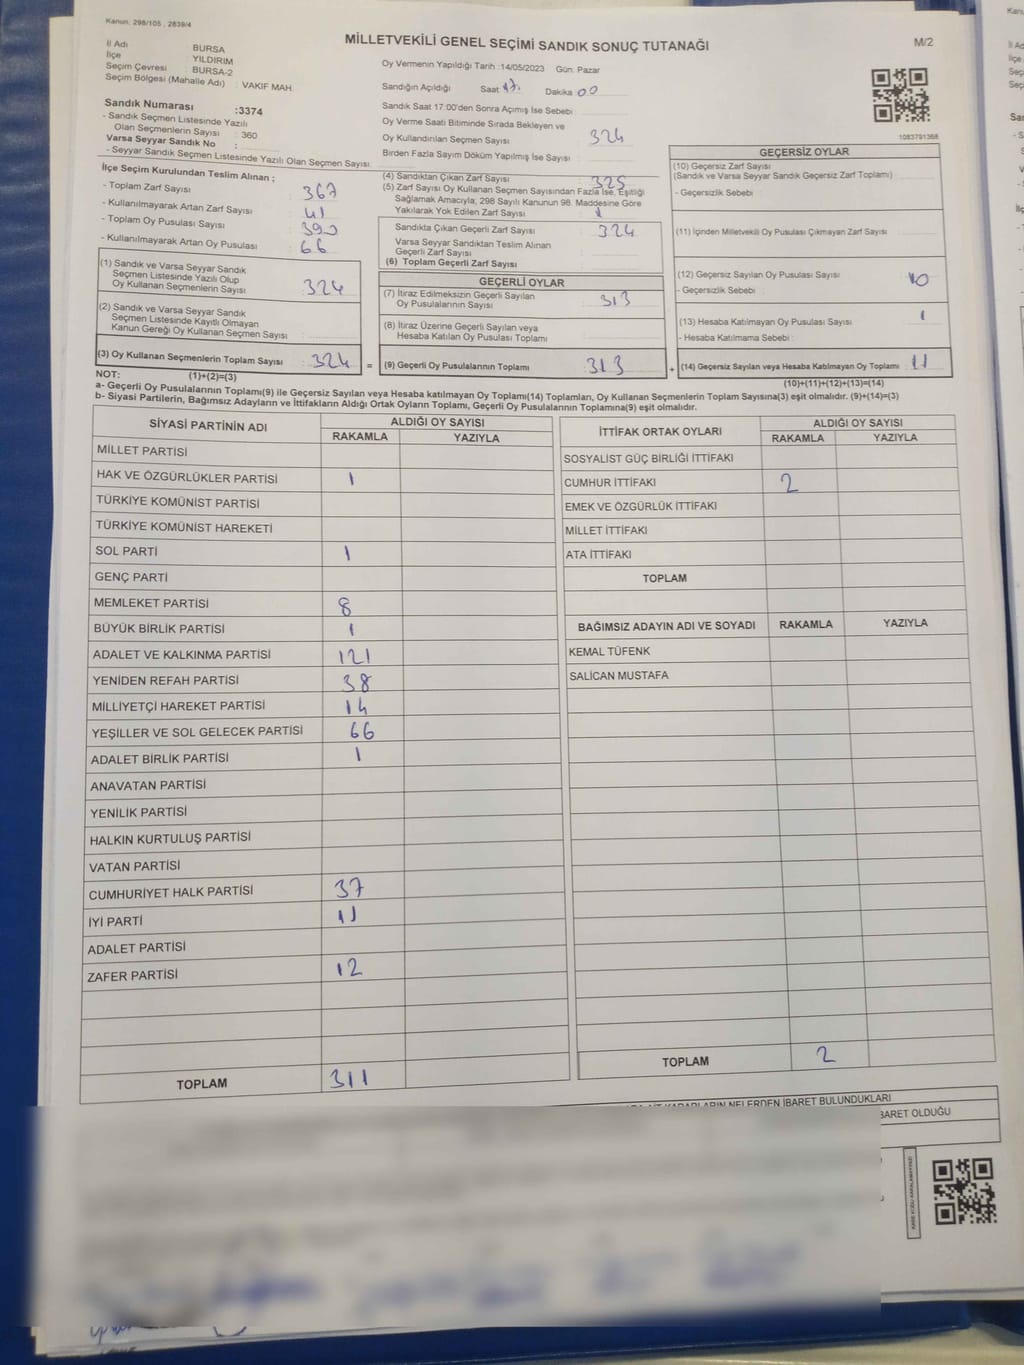 Kanun: 298/105 , 2839/4
MİLLETVEKİLİ GENEL SEÇİMİ SANDIK SONUÇ TUTANAĞI
M/2
İl Adı BURSA
İlçe YILDIRIM
Seçim Çevresi : BURSA-2
Seçim Bölgesi (Mahalle Adı) : VAKIF MAH.
Oy Vermenin Yapıldığı Tarih :14/05/2023 Gün: Pazar
Sandığın Açıldığı Saat 17. Dakika 00
Sandık Saat 17:00'den Sonra Açımış İse Sebebi :
Oy Verme Saati Bitiminde Sırada Bekleyen ve
Oy Kullandırılan Seçmen Sayısı : 324
Birden Fazla Sayım Döküm Yapılmış İse Sayısı :
1083791368
Sandık Numarası :3374
- Sandık Seçmen Listesinde Yazılı
Olan Seçmenlerin Sayısı : 360
Varsa Seyyar Sandık No :
- Seyyar Sandık Seçmen Listesinde Yazılı Olan Seçmen Sayısı:
İlçe Seçim Kurulundan Teslim Alınan ;
- Toplam Zarf Sayısı : 367
- Kullanılmayarak Artan Zarf Sayısı : 41
- Toplam Oy Pusulası Sayısı : 390
- Kullanılmayarak Artan Oy Pusulası : 66
(1) Sandık ve Varsa Seyyar Sandık
Seçmen Listesinde Yazılı Olup
Oy Kullanan Seçmenlerin Sayısı : 324
(2) Sandık ve Varsa Seyyar Sandık
Seçmen Listesinde Kayıtlı Olmayan
Kanun Gereği Oy Kullanan Seçmen Sayısı :
(3) Oy Kullanan Seçmenlerin Toplam Sayısı : 324 =
(4) Sandıktan Çıkan Zarf Sayısı : 325
(5) Zarf Sayısı Oy Kullanan Seçmen Sayısından Fazla İse, Eşitliği
Sağlamak Amacıyla, 298 Sayılı Kanunun 98. Maddesine Göre
Yakılarak Yok Edilen Zarf Sayısı : 1
Sandıkta Çıkan Geçerli Zarf Sayısı : 324
Varsa Seyyar Sandıktan Teslim Alınan
Geçerli Zarf Sayısı :
(6) Toplam Geçerli Zarf Sayısı :
GEÇERLİ OYLAR
(7) İtiraz Edilmeksizin Geçerli Sayılan
Oy Pusulalarının Sayısı : 313
(8) İtiraz Üzerine Geçerli Sayılan veya
Hesaba Katılan Oy Pusulası Toplamı :
(9) Geçerli Oy Pusulalarının Toplamı : 313 +
GEÇERSİZ OYLAR
(10) Geçersiz Zarf Sayısı
(Sandık ve Varsa Seyyar Sandık Geçersiz Zarf Toplamı) :
- Geçersizlik Sebebi :
(11) İçinden Milletvekili Oy Pusulası Çıkmayan Zarf Sayısı :
(12) Geçersiz Sayılan Oy Pusulası Sayısı : 10
- Geçersizlik Sebebi :
(13) Hesaba Katılmayan Oy Pusulası Sayısı : 1
- Hesaba Katılmama Sebebi :
(14) Geçersiz Sayılan veya Hesaba Katılmayan Oy Toplamı : 11
NOT: (1)+(2)=(3)
(10)+(11)+(12)+(13)=(14)
a- Geçerli Oy Pusulalarının Toplamı(9) ile Geçersiz Sayılan veya Hesaba katılmayan Oy Toplamı(14) Toplamları, Oy Kullanan Seçmenlerin Toplam Sayısına(3) eşit olmalıdır. (9)+(14)=(3)
b- Siyasi Partilerin, Bağımsız Adayların ve İttifakların Aldığı Ortak Oyların Toplamı, Geçerli Oy Pusulalarının Toplamına(9) eşit olmalıdır.
SİYASİ PARTİNİN ADI
ALDIĞI OY SAYISI
RAKAMLA YAZIYLA
MİLLET PARTİSİ
HAK VE ÖZGÜRLÜKLER PARTİSİ 1
TÜRKİYE KOMÜNİST PARTİSİ
TÜRKİYE KOMÜNİST HAREKETİ
SOL PARTİ 1
GENÇ PARTİ
MEMLEKET PARTİSİ 8
BÜYÜK BİRLİK PARTİSİ 1
ADALET VE KALKINMA PARTİSİ 121
YENİDEN REFAH PARTİSİ 38
MİLLİYETÇİ HAREKET PARTİSİ 14
YEŞİLLER VE SOL GELECEK PARTİSİ 66
ADALET BİRLİK PARTİSİ 1
ANAVATAN PARTİSİ
YENİLİK PARTİSİ
HALKIN KURTULUŞ PARTİSİ
VATAN PARTİSİ
CUMHURİYET HALK PARTİSİ 37
İYİ PARTİ 11
ADALET PARTİSİ
ZAFER PARTİSİ 12
TOPLAM 311
İTTİFAK ORTAK OYLARI
ALDIĞI OY SAYISI
RAKAMLA YAZIYLA
SOSYALİST GÜÇ BİRLİĞİ İTTİFAKI
CUMHUR İTTİFAKI 2
EMEK VE ÖZGÜRLÜK İTTİFAKI
MİLLET İTTİFAKI
ATA İTTİFAKI
TOPLAM
BAĞIMSIZ ADAYIN ADI VE SOYADI RAKAMLA YAZIYLA
KEMAL TÜFENK
SALİCAN MUSTAFA
TOPLAM 2
NELERDEN İBARET BULUNDUKLARI
BARET OLDUĞU